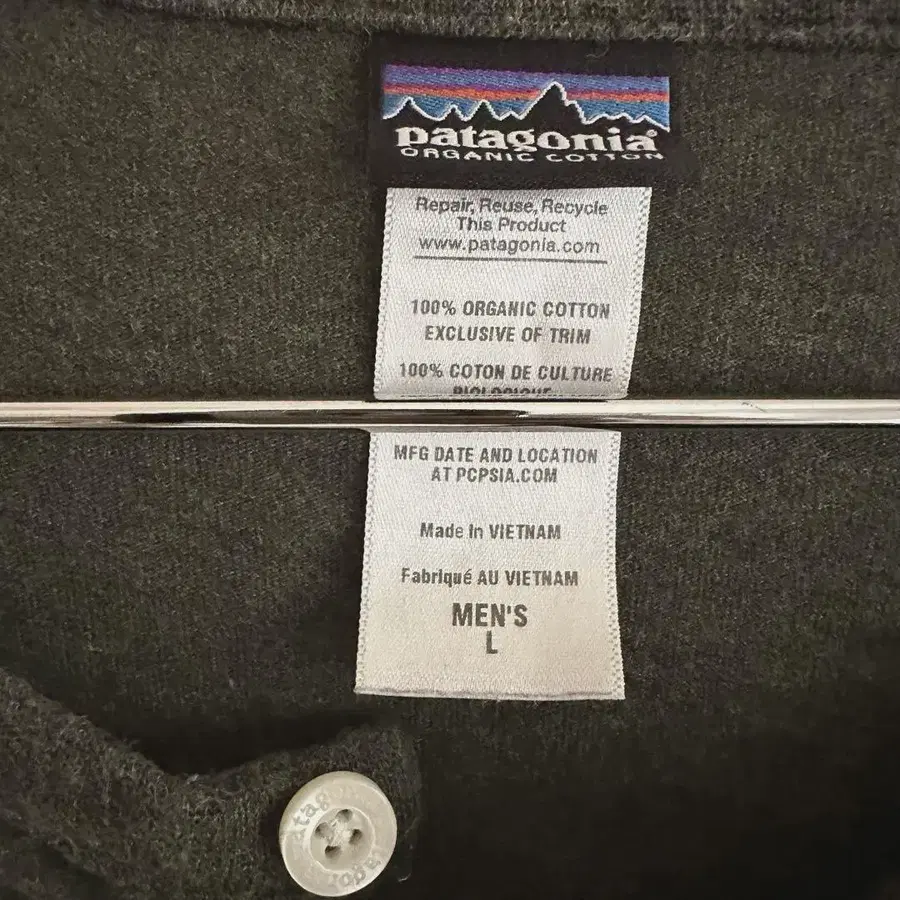 patagonia®
ORGANIC COTTON
Repair, Reuse, Recycle
This Product
www.patagonia.com
100% ORGANIC COTTON
EXCLUSIVE OF TRIM
100% COTON DE CULTURE
BIOLOGIQUE
MFG DATE AND LOCATION
AT PCPSIA.COM
Made In VIETNAM
Fabriqué AU VIETNAM
MEN'S
L